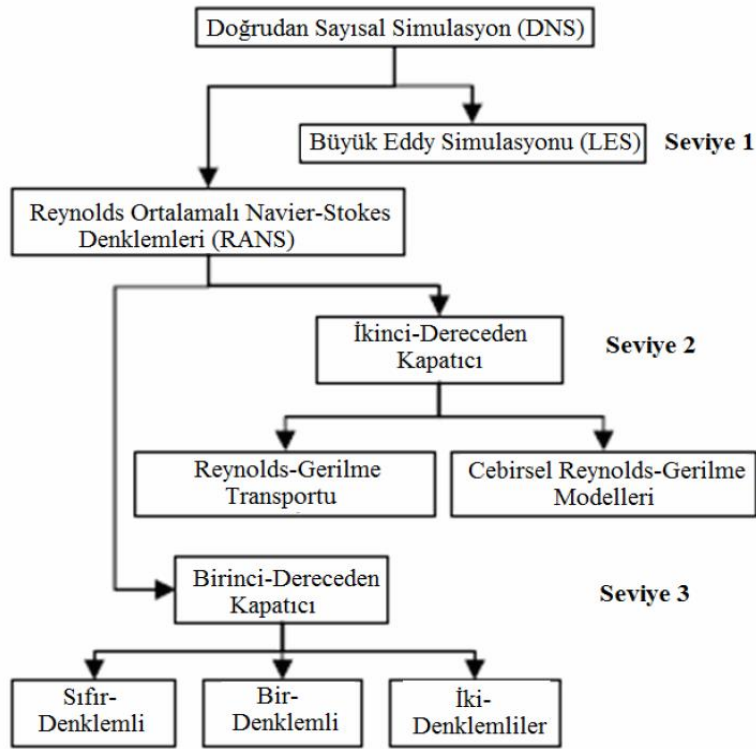 Doğrudan Sayısal Simulasyon (DNS)
Büyük Eddy Simulasyonu (LES) Seviye 1
Reynolds Ortalamalı Navier-Stokes
Denklemleri (RANS)
İkinci-Dereceden
Kapatıcı
Seviye 2
Reynolds-Gerilme
Transportu
Cebirsel Reynolds-Gerilme
Modelleri
Birinci-Dereceden
Kapatıcı
Seviye 3
Sıfır-
Denklemli
Bir-
Denklemli
İki-
Denklemliler